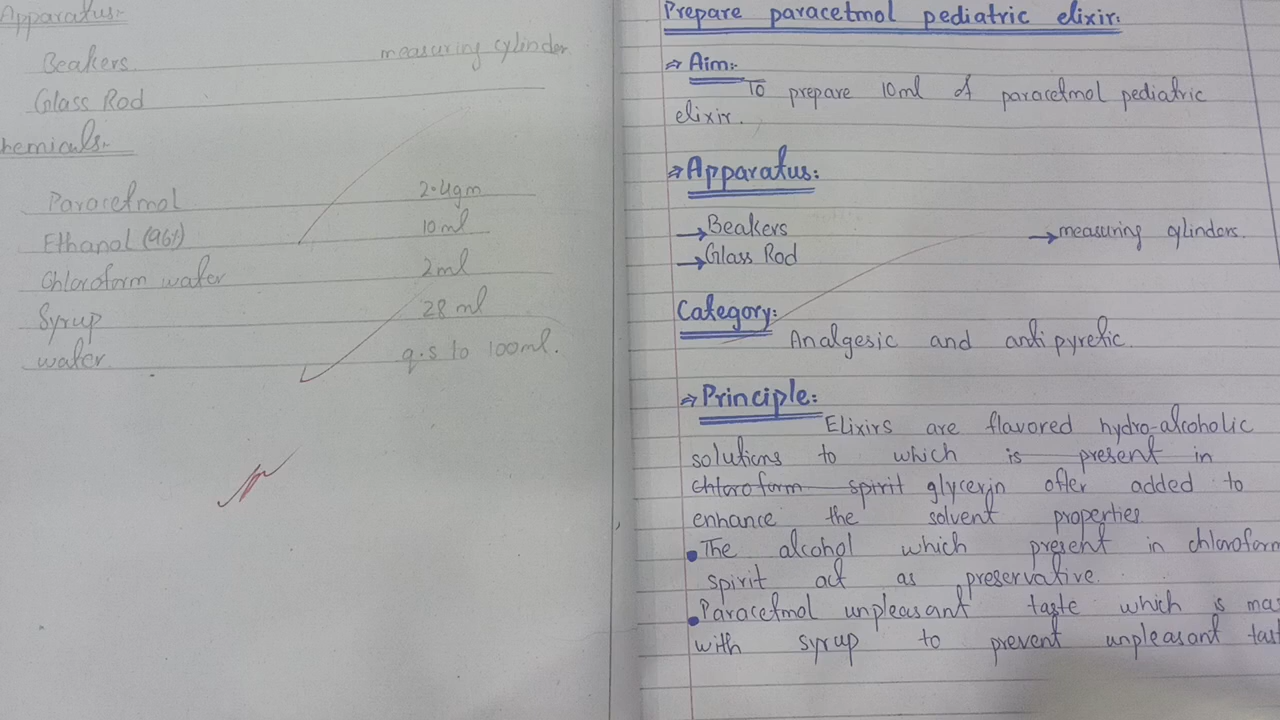 Apparatus:-
Beakers measuring cylinder
Glass Rod
hemicals:-
Paracetmol 2.4gm
Ethanol (96%) 10ml
Chloroform water 2ml
Syrup 28 ml
water q.s to 100ml.
Prepare paracetmol pediatric elixir:
⇒ Aim:-
To prepare 10ml of paracetmol pediatric
elixir.
⇒ Apparatus:
→ Beakers → measuring cylinders.
→ Glass Rod
Category:
Analgesic and antipyretic.
⇒ Principle:
Elixirs are flavored hydro-alcoholic
solutions to which is present in
chloroform spirit glycerin ofter added to
enhance the solvent properties
• The alcohol which present in chloroform
spirit act as preservative.
• Paracetmol unpleasant taste which is mas
with syrup to prevent unpleasant tast